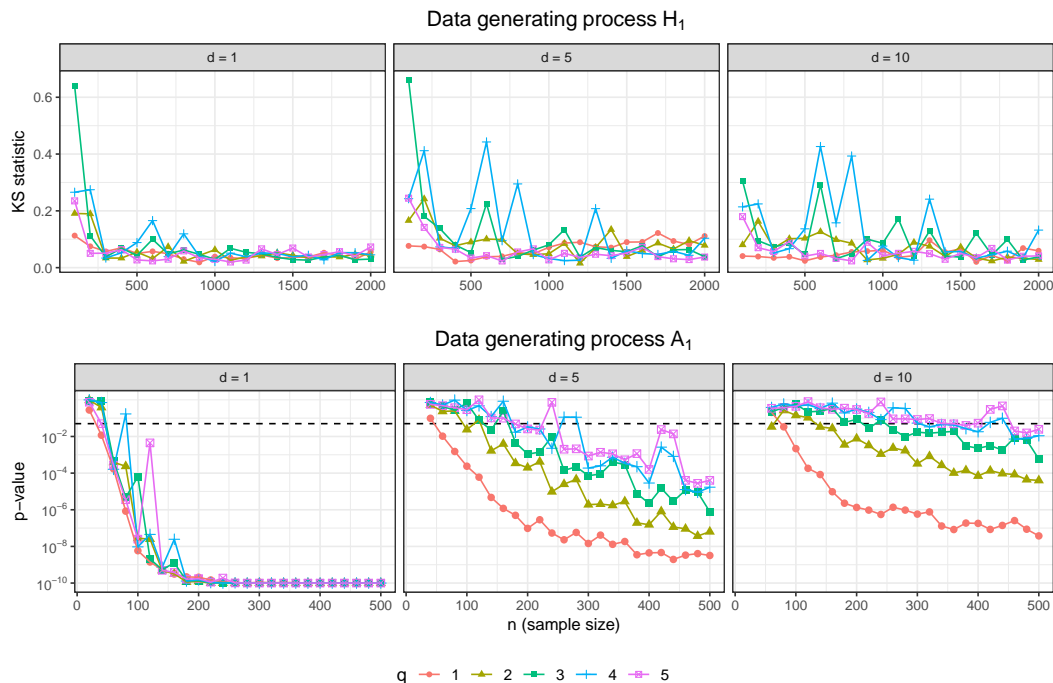 Data generating process H₁
d = 1 d = 5 d = 10
KS statistic
0.6
0.4
0.2
0.0
500 1000 1500 2000 500 1000 1500 2000 500 1000 1500 2000
Data generating process A₁
d = 1 d = 5 d = 10
p−value
10⁻²
10⁻⁴
10⁻⁶
10⁻⁸
10⁻¹⁰
0 100 200 300 400 500 0 100 200 300 400 500 0 100 200 300 400 500
n (sample size)
q 1 2 3 4 5